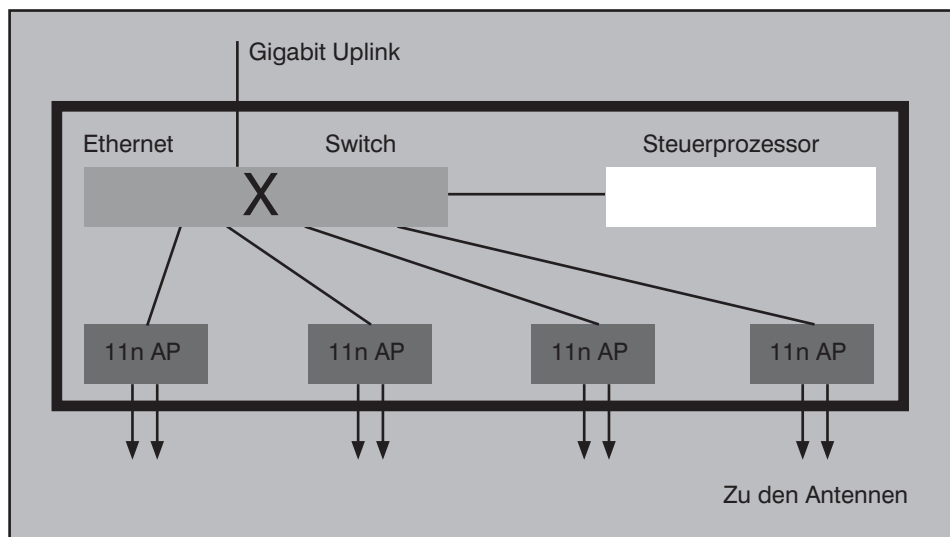 Gigabit Uplink
Ethernet Switch Steuerprozessor
X
11n AP 11n AP 11n AP 11n AP
Zu den Antennen